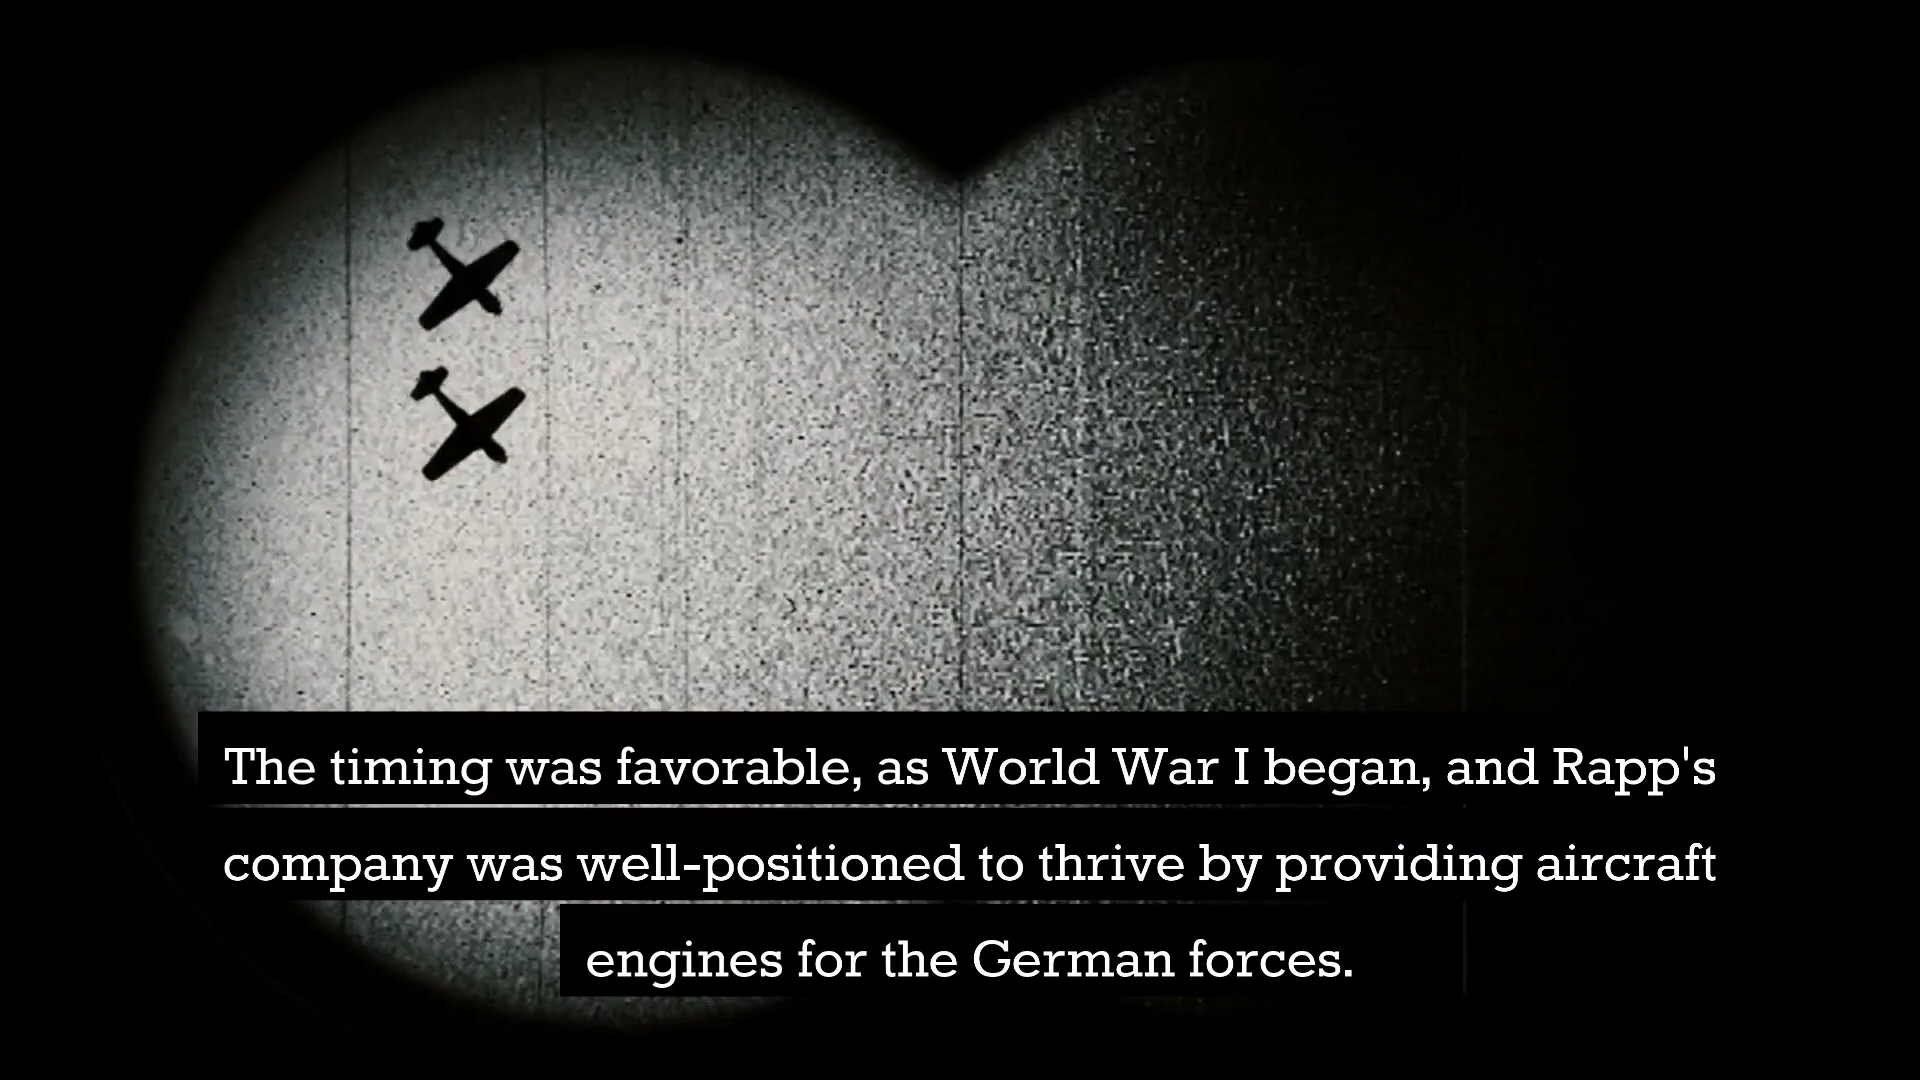 The timing was favorable, as World War I began, and Rapp's
company was well-positioned to thrive by providing aircraft
engines for the German forces.